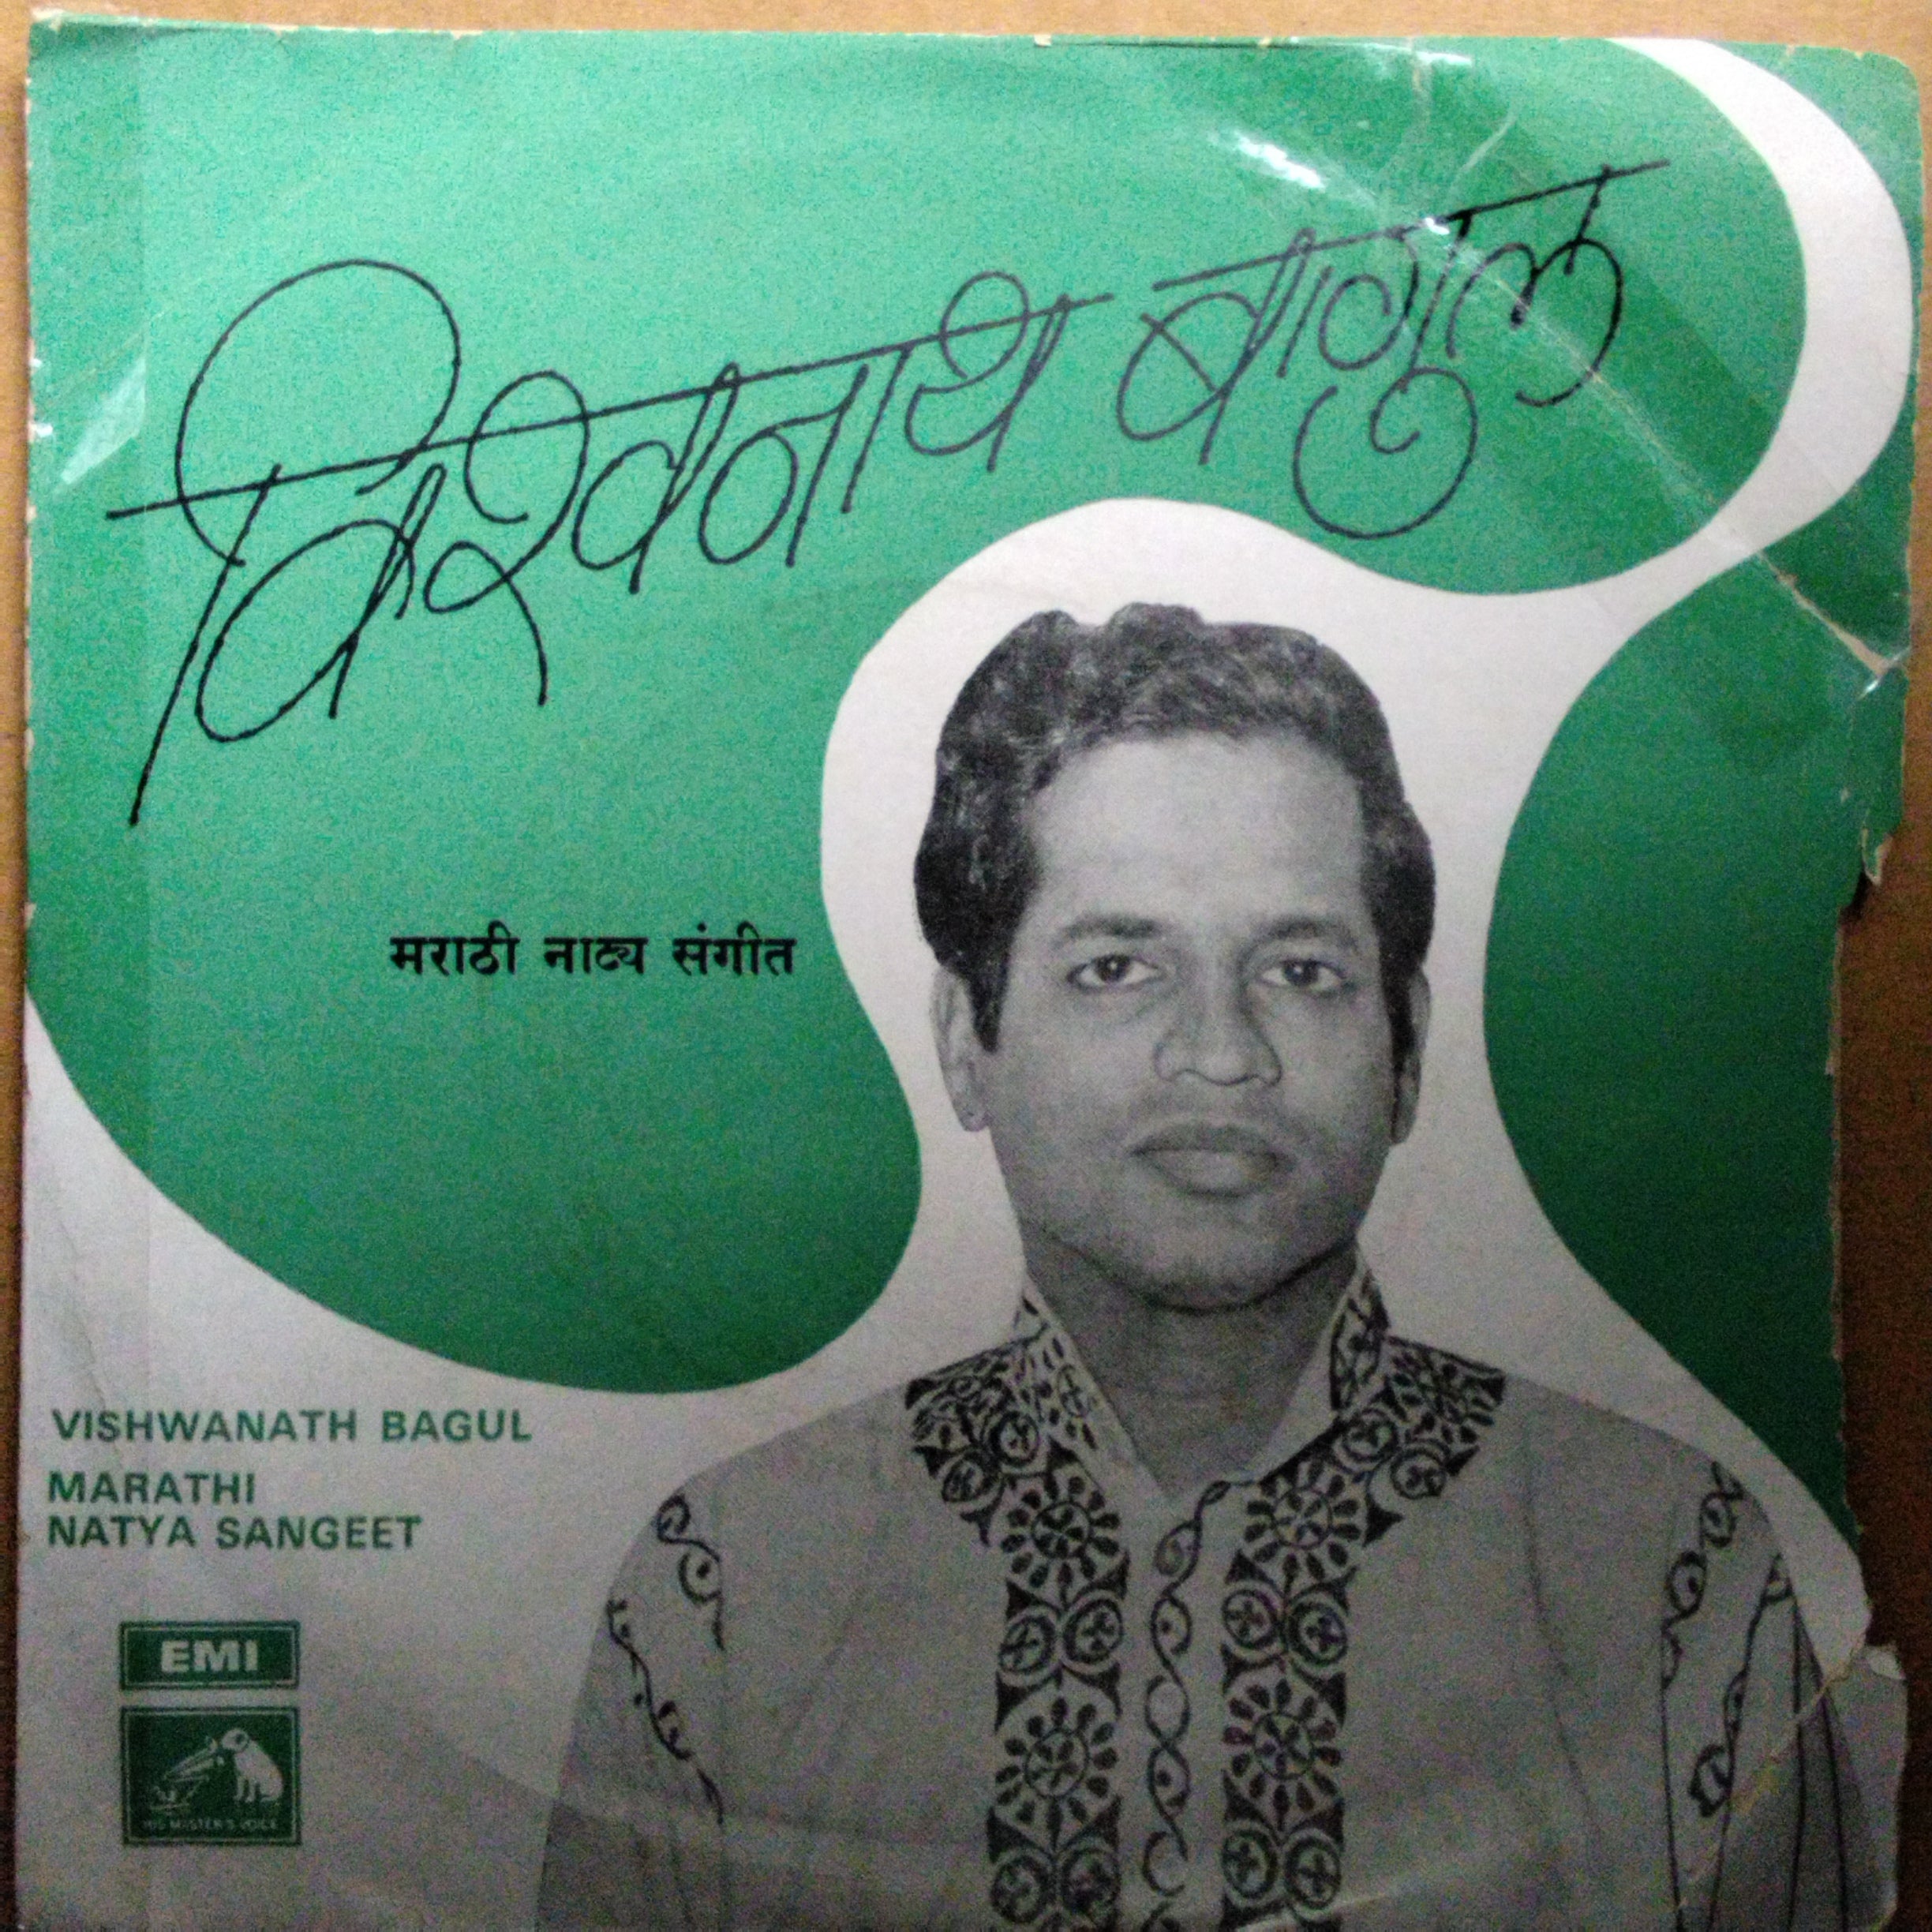 विश्वनाथ बागुल
मराठी नाट्य संगीत
VISHWANATH BAGUL
MARATHI
NATYA SANGEET
EMI
HIS MASTER'S VOICE